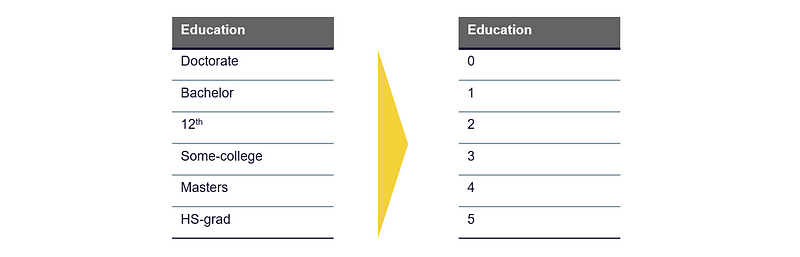 Education
Doctorate
Bachelor
12th
Some-college
Masters
HS-grad
Education
0
1
2
3
4
5